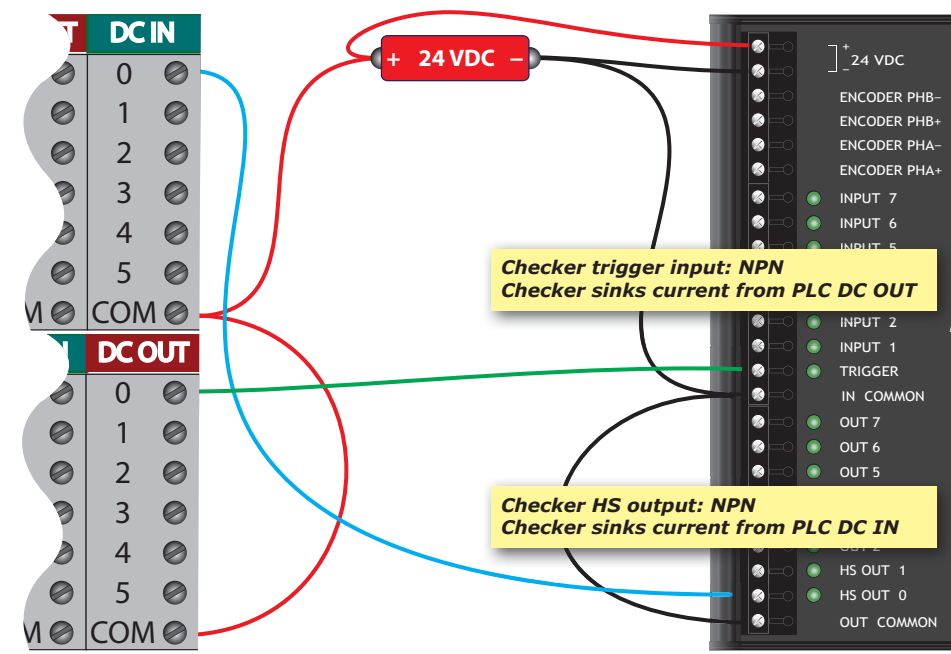 T
DC IN
0
1
2
3
4
5
M
COM
DC OUT
0
1
2
3
4
5
M
COM
+ 24 VDC −
+
24 VDC
−
ENCODER PHB−
ENCODER PHB+
ENCODER PHA−
ENCODER PHA+
INPUT 7
INPUT 6
INPUT 5
Checker trigger input: NPN
Checker sinks current from PLC DC OUT
INPUT 2
INPUT 1
TRIGGER
IN COMMON
OUT 7
OUT 6
OUT 5
Checker HS output: NPN
Checker sinks current from PLC DC IN
OUT 2
HS OUT 1
HS OUT 0
OUT COMMON